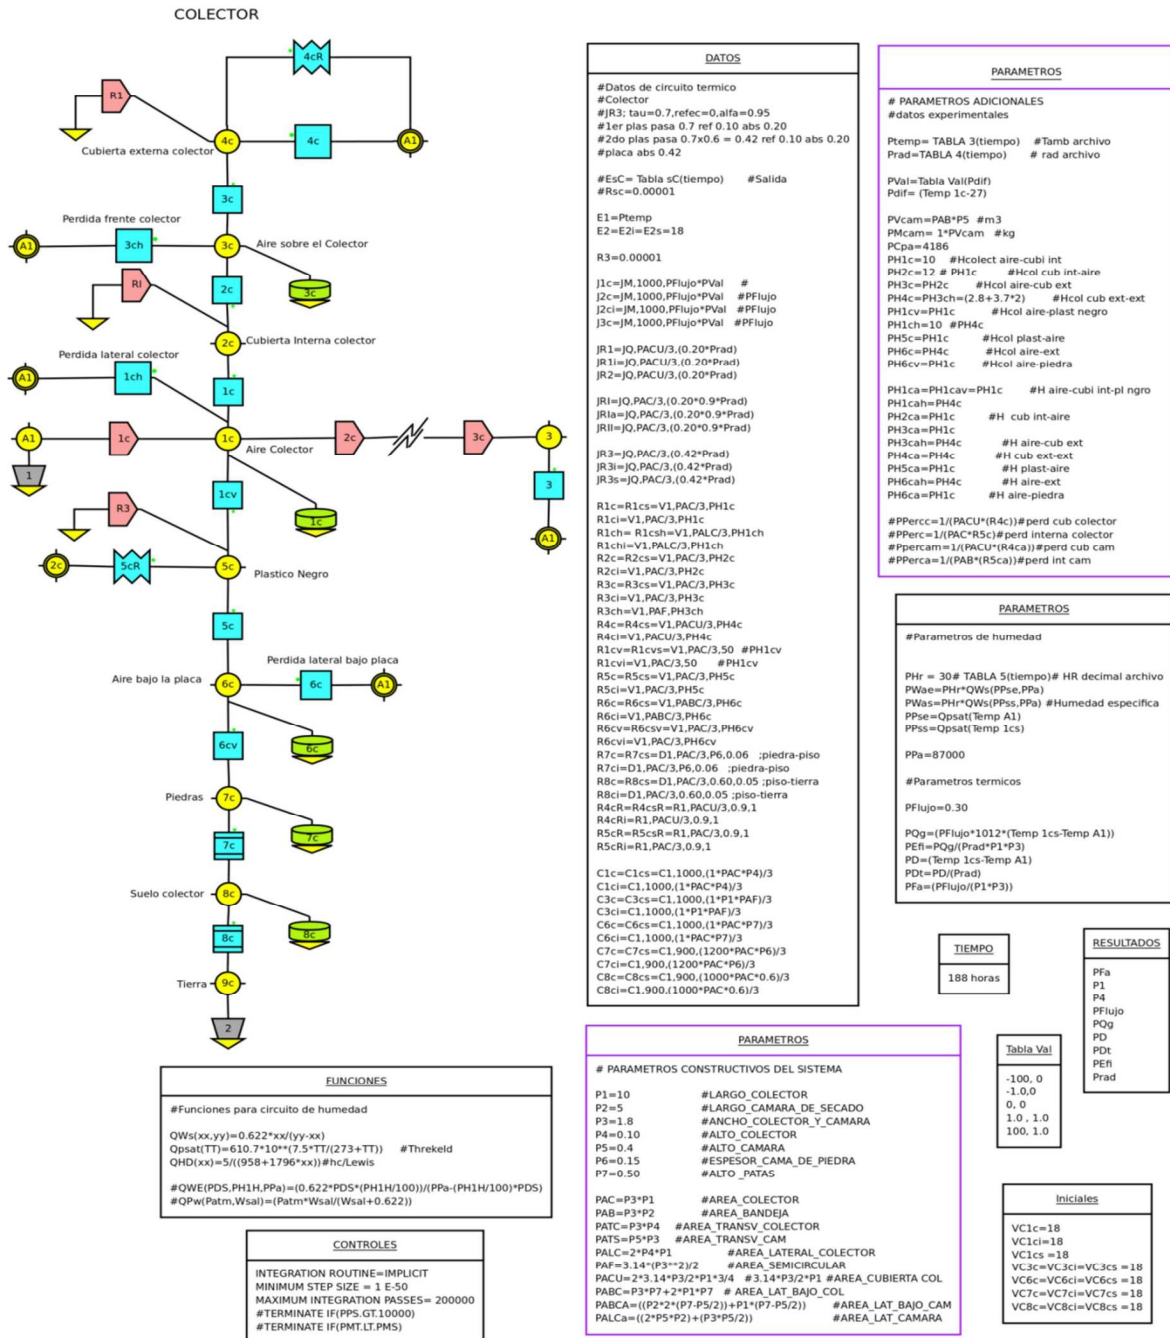 COLECTOR
4cR
R1
4c
4c
A1
Cubierta externa colector
3c
Perdida frente colector
A1
3ch
3c
Aire sobre el Colector
3c
RI
2c
2c
Cubierta Interna colector
Perdida lateral colector
A1
1ch
1c
A1
1c
1c
2c
3c
3
Aire Colector
1
1cv
1c
3
A1
R3
2c
5cR
5c
Plastico Negro
5c
Perdida lateral bajo placa
Aire bajo la placa
6c
6c
A1
6cv
6c
Piedras
7c
7c
7c
Suelo colector
8c
8c
8c
Tierra
9c
2
DATOS
#Datos de circuito termico
#Colector
#JR3; tau=0.7,refec=0,alfa=0.95
#1er plas pasa 0.7 ref 0.10 abs 0.20
#2do plas pasa 0.7x0.6 = 0.42 ref 0.10 abs 0.20
#placa abs 0.42
#EsC= Tabla sC(tiempo) #Salida
#Rsc=0.00001
E1=Ptemp
E2=E2i=E2s=18
R3=0.00001
J1c=JM,1000,PFlujo*PVal #
J2c=JM,1000,PFlujo*PVal #PFlujo
J2ci=JM,1000,PFlujo*PVal #PFlujo
J3c=JM,1000,PFlujo*PVal #PFlujo
JR1=JQ,PACU/3,(0.20*Prad)
JR1i=JQ,PACU/3,(0.20*Prad)
JR2=JQ,PACU/3,(0.20*Prad)
JRI=JQ,PAC/3,(0.20*0.9*Prad)
JRIa=JQ,PAC/3,(0.20*0.9*Prad)
JRII=JQ,PAC/3,(0.20*0.9*Prad)
JR3=JQ,PAC/3,(0.42*Prad)
JR3i=JQ,PAC/3,(0.42*Prad)
JR3s=JQ,PAC/3,(0.42*Prad)
R1c=R1cs=V1,PAC/3,PH1c
R1ci=V1,PAC/3,PH1c
R1ch= R1csh=V1,PALC/3,PH1ch
R1chi=V1,PALC/3,PH1ch
R2c=R2cs=V1,PAC/3,PH2c
R2ci=V1,PAC/3,PH2c
R3c=R3cs=V1,PAC/3,PH3c
R3ci=V1,PAC/3,PH3c
R3ch=V1,PAF,PH3ch
R4c=R4cs=V1,PACU/3,PH4c
R4ci=V1,PACU/3,PH4c
R1cv=R1cvs=V1,PAC/3,50 #PH1cv
R1cvi=V1,PAC/3,50 #PH1cv
R5c=R5cs=V1,PAC/3,PH5c
R5ci=V1,PAC/3,PH5c
R6c=R6cs=V1,PABC/3,PH6c
R6ci=V1,PABC/3,PH6c
R6cv=R6csv=V1,PAC/3,PH6cv
R6cvi=V1,PAC/3,PH6cv
R7c=R7cs=D1,PAC/3,P6,0.06 ;piedra-piso
R7ci=D1,PAC/3,P6,0.06 ;piedra-piso
R8c=R8cs=D1,PAC/3,0.60,0.05 ;piso-tierra
R8ci=D1,PAC/3,0.60,0.05 ;piso-tierra
R4cR=R4csR=R1,PACU/3,0.9,1
R4cRi=R1,PACU/3,0.9,1
R5cR=R5csR=R1,PAC/3,0.9,1
R5cRi=R1,PAC/3,0.9,1
C1c=C1cs=C1,1000,(1*PAC*P4)/3
C1ci=C1,1000,(1*PAC*P4)/3
C3c=C3cs=C1,1000,(1*P1*PAF)/3
C3ci=C1,1000,(1*P1*PAF)/3
C6c=C6cs=C1,1000,(1*PAC*P7)/3
C6ci=C1,1000,(1*PAC*P7)/3
C7c=C7cs=C1,900,(1200*PAC*P6)/3
C7ci=C1,900,(1200*PAC*P6)/3
C8c=C8cs=C1,900,(1000*PAC*0.6)/3
C8ci=C1,900,(1000*PAC*0.6)/3
PARAMETROS
# PARAMETROS ADICIONALES
#datos experimentales
Ptemp= TABLA 3(tiempo) #Tamb archivo
Prad=TABLA 4(tiempo) # rad archivo
PVal=Tabla Val(Pdif)
Pdif= (Temp 1c-27)
PVcam=PAB*P5 #m3
PMcam= 1*PVcam #kg
PCpa=4186
PH1c=10 #Hcolect aire-cubi int
PH2c=12 # PH1c #Hcol cub int-aire
PH3c=PH2c #Hcol aire-cub ext
PH4c=PH3ch=(2.8+3.7*2) #Hcol cub ext-ext
PH1cv=PH1c #Hcol aire-plast negro
PH1ch=10 #PH4c
PH5c=PH1c #Hcol plast-aire
PH6c=PH4c #Hcol aire-ext
PH6cv=PH1c #Hcol aire-piedra
PH1ca=PH1cav=PH1c #H aire-cubi int-pl ngro
PH1cah=PH4c
PH2ca=PH1c #H cub int-aire
PH3ca=PH1c
PH3cah=PH4c #H aire-cub ext
PH4ca=PH4c #H cub ext-ext
PH5ca=PH1c #H plast-aire
PH6cah=PH4c #H aire-ext
PH6ca=PH1c #H aire-piedra
#PPercc=1/(PACU*(R4c))#perd cub colector
#PPerc=1/(PAC*R5c)#perd interna colector
#Ppercam=1/(PACU*(R4ca))#perd cub cam
#PPerca=1/(PAB*(R5ca))#perd int cam
PARAMETROS
#Parametros de humedad
PHr = 30# TABLA 5(tiempo)# HR decimal archivo
PWae=PHr*QWs(PPse,PPa)
PWas=PHr*QWs(PPss,PPa) #Humedad especifica
PPse=Qpsat(Temp A1)
PPss=Qpsat(Temp 1cs)
PPa=87000
#Parametros termicos
PFlujo=0.30
PQg=(PFlujo*1012*(Temp 1cs-Temp A1))
PEfi=PQg/(Prad*P1*P3)
PD=(Temp 1cs-Temp A1)
PDt=PD/(Prad)
PFa=(PFlujo/(P1*P3))
TIEMPO
188 horas
RESULTADOS
PFa
P1
P4
PFlujo
PQg
PD
PDt
PEfi
Prad
Tabla Val
-100, 0
-1.0,0
0, 0
1.0 , 1.0
100, 1.0
Iniciales
VC1c=18
VC1ci=18
VC1cs =18
VC3c=VC3ci=VC3cs =18
VC6c=VC6ci=VC6cs =18
VC7c=VC7ci=VC7cs =18
VC8c=VC8ci=VC8cs =18
PARAMETROS
# PARAMETROS CONSTRUCTIVOS DEL SISTEMA
P1=10 #LARGO_COLECTOR
P2=5 #LARGO_CAMARA_DE_SECADO
P3=1.8 #ANCHO_COLECTOR_Y_CAMARA
P4=0.10 #ALTO_COLECTOR
P5=0.4 #ALTO_CAMARA
P6=0.15 #ESPESOR_CAMA_DE_PIEDRA
P7=0.50 #ALTO _PATAS
PAC=P3*P1 #AREA_COLECTOR
PAB=P3*P2 #AREA_BANDEJA
PATC=P3*P4 #AREA_TRANSV_COLECTOR
PATS=P5*P3 #AREA_TRANSV_CAM
PALC=2*P4*P1 #AREA_LATERAL_COLECTOR
PAF=3.14*(P3**2)/2 #AREA_SEMICIRCULAR
PACU=2*3.14*P3/2*P1*3/4 #3.14*P3/2*P1 #AREA_CUBIERTA COL
PABC=P3*P7+2*P1*P7 # AREA_LAT_BAJO_COL
PABCA=((P2*2*(P7-P5/2))+P1*(P7-P5/2)) #AREA_LAT_BAJO_CAM
PALCa=((2*P5*P2)+(P3*P5/2)) #AREA_LAT_CAMARA
FUNCIONES
#Funciones para circuito de humedad
QWs(xx,yy)=0.622*xx/(yy-xx)
Qpsat(TT)=610.7*10**(7.5*TT/(273+TT)) #Threkeld
QHD(xx)=5/((958+1796*xx))#hc/Lewis
#QWE(PDS,PH1H,PPa)=(0.622*PDS*(PH1H/100))/(PPa-(PH1H/100)*PDS)
#QPw(Patm,Wsal)=(Patm*Wsal/(Wsal+0.622))
CONTROLES
INTEGRATION ROUTINE=IMPLICIT
MINIMUM STEP SIZE = 1 E-50
MAXIMUM INTEGRATION PASSES= 200000
#TERMINATE IF(PPS.GT.10000)
#TERMINATE IF(PMT.LT.PMS)